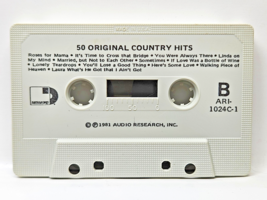 50 ORIGINAL COUNTRY HITS
Roses for Mama • It's Time to Cross that Bridge • You Were Always There • Linda on
My Mind • Married, but Not to Each Other • Sometimes • If Love Was a Bottle of Wine
• Lonely Teardrops • You'll Lose a Good Thing • Here's Some Love • Walking Piece of
Heaven • Laura What's He Got that I Ain't Got
B
ARI-
1024C-1
©℗1981 AUDIO RESEARCH, INC.